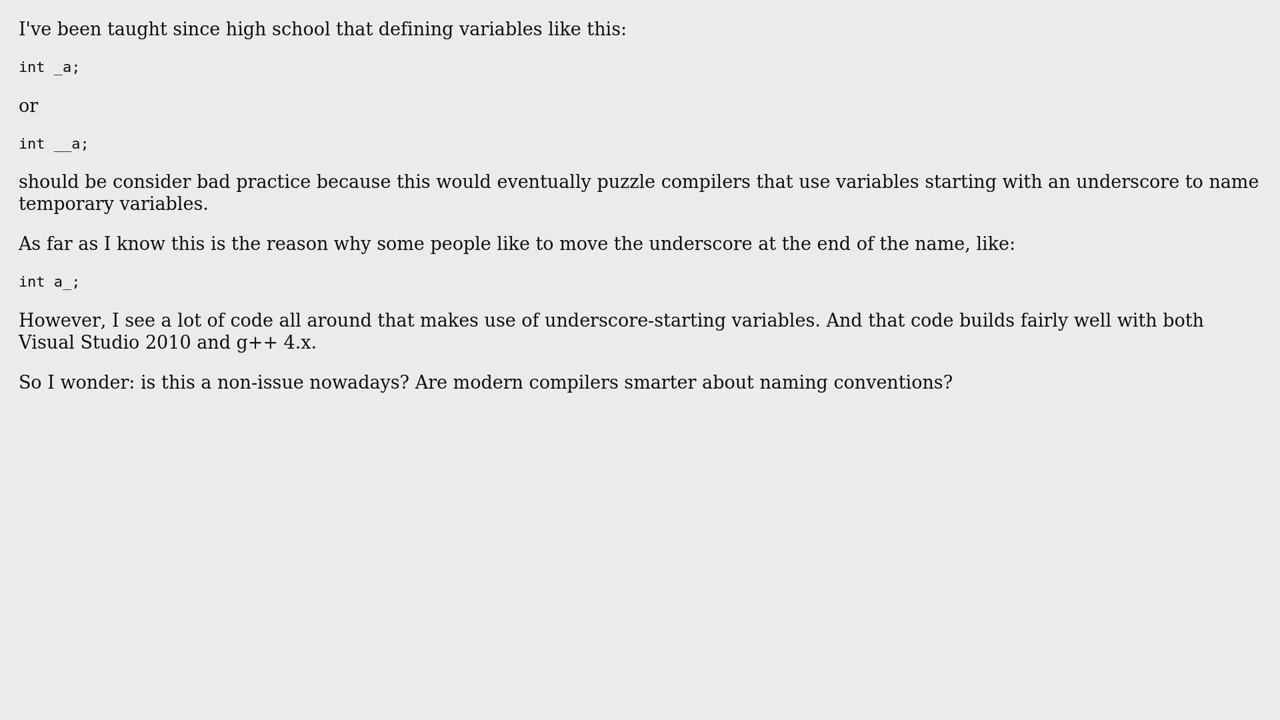 I've been taught since high school that defining variables like this:
int _a;
or
int __a;
should be consider bad practice because this would eventually puzzle compilers that use variables starting with an underscore to name
temporary variables.
As far as I know this is the reason why some people like to move the underscore at the end of the name, like:
int a_;
However, I see a lot of code all around that makes use of underscore-starting variables. And that code builds fairly well with both
Visual Studio 2010 and g++ 4.x.
So I wonder: is this a non-issue nowadays? Are modern compilers smarter about naming conventions?